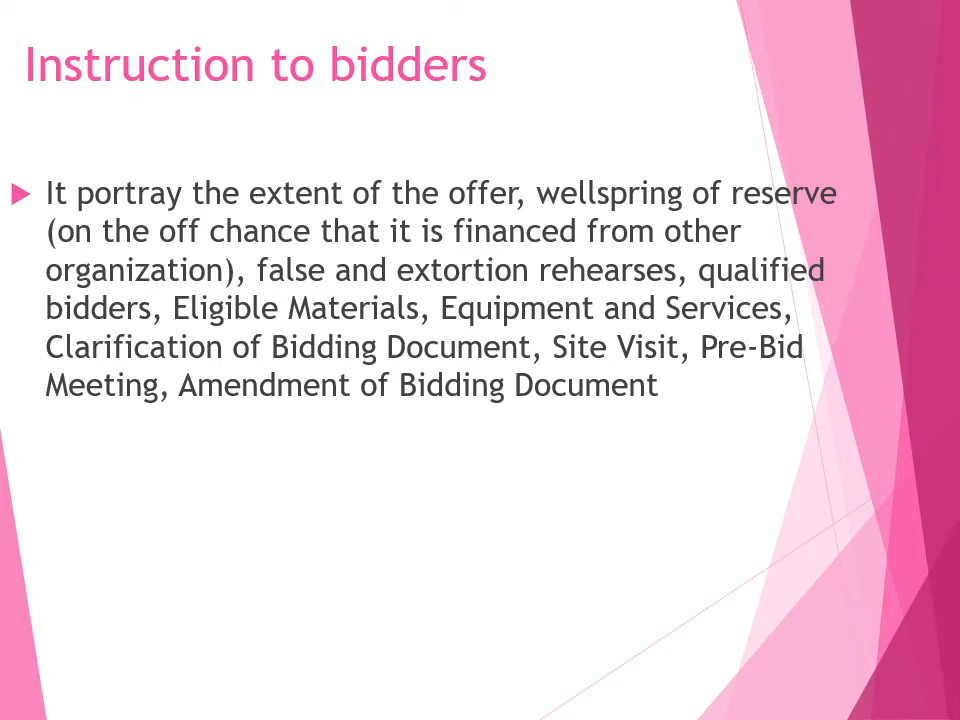 Instruction to bidders
It portray the extent of the offer, wellspring of reserve
(on the off chance that it is financed from other
organization), false and extortion rehearses, qualified
bidders, Eligible Materials, Equipment and Services,
Clarification of Bidding Document, Site Visit, Pre-Bid
Meeting, Amendment of Bidding Document